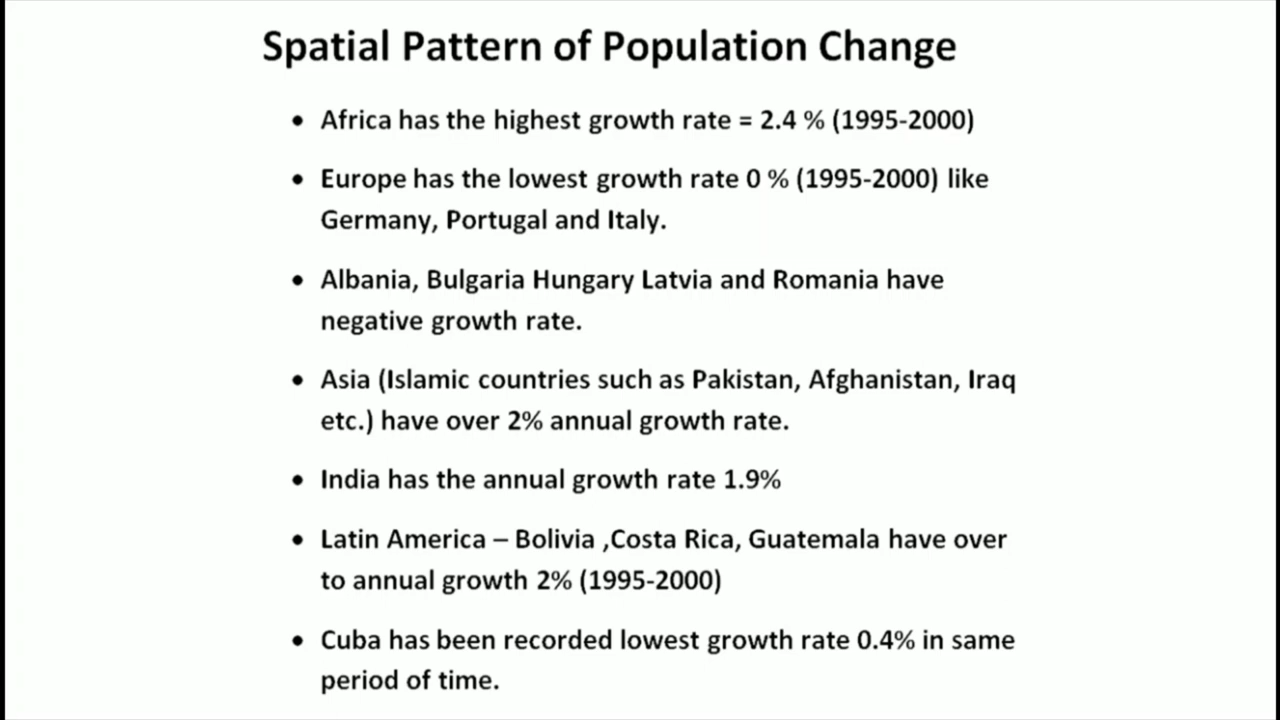 Spatial Pattern of Population Change
• Africa has the highest growth rate = 2.4 % (1995-2000)
• Europe has the lowest growth rate 0 % (1995-2000) like
Germany, Portugal and Italy.
• Albania, Bulgaria Hungary Latvia and Romania have
negative growth rate.
• Asia (Islamic countries such as Pakistan, Afghanistan, Iraq
etc.) have over 2% annual growth rate.
• India has the annual growth rate 1.9%
• Latin America – Bolivia ,Costa Rica, Guatemala have over
to annual growth 2% (1995-2000)
• Cuba has been recorded lowest growth rate 0.4% in same
period of time.